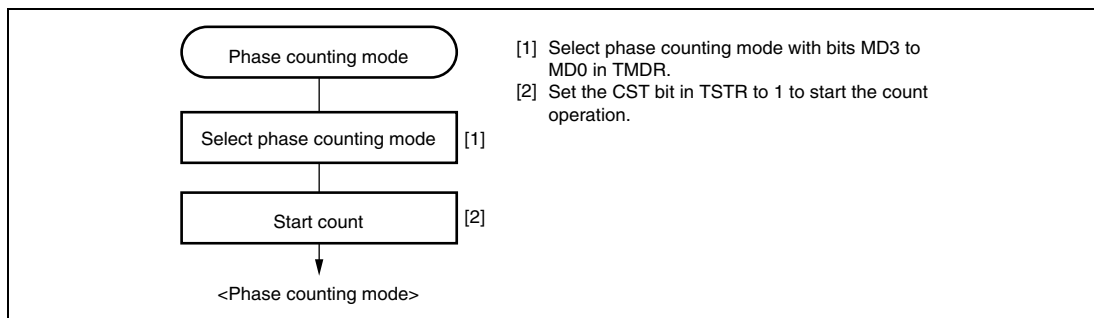 Phase counting mode
Select phase counting mode [1]
Start count [2]
<Phase counting mode>
[1] Select phase counting mode with bits MD3 to
MD0 in TMDR.
[2] Set the CST bit in TSTR to 1 to start the count
operation.